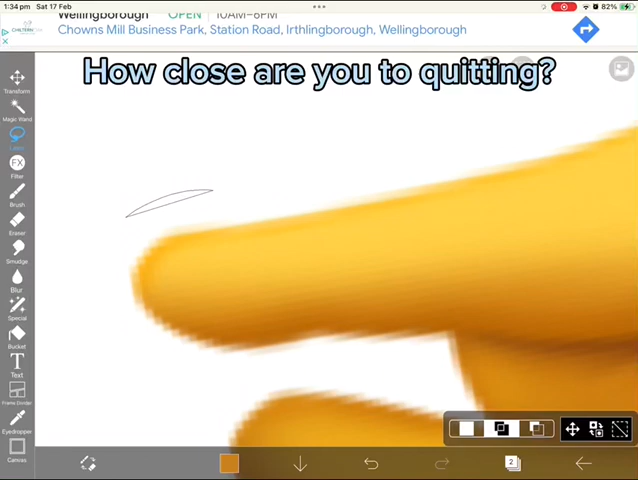 1:34 pm Sat 17 Feb
82%
Wellingborough OPEN 10AM–6PM
Chowns Mill Business Park, Station Road, Irthlingborough, Wellingborough
How close are you to quitting?
Transform
Magic Wand
Lasso
FX
Filter
Brush
Eraser
Smudge
Blur
Special
Bucket
T
Text
Frame Divider
Eyedropper
Canvas
2